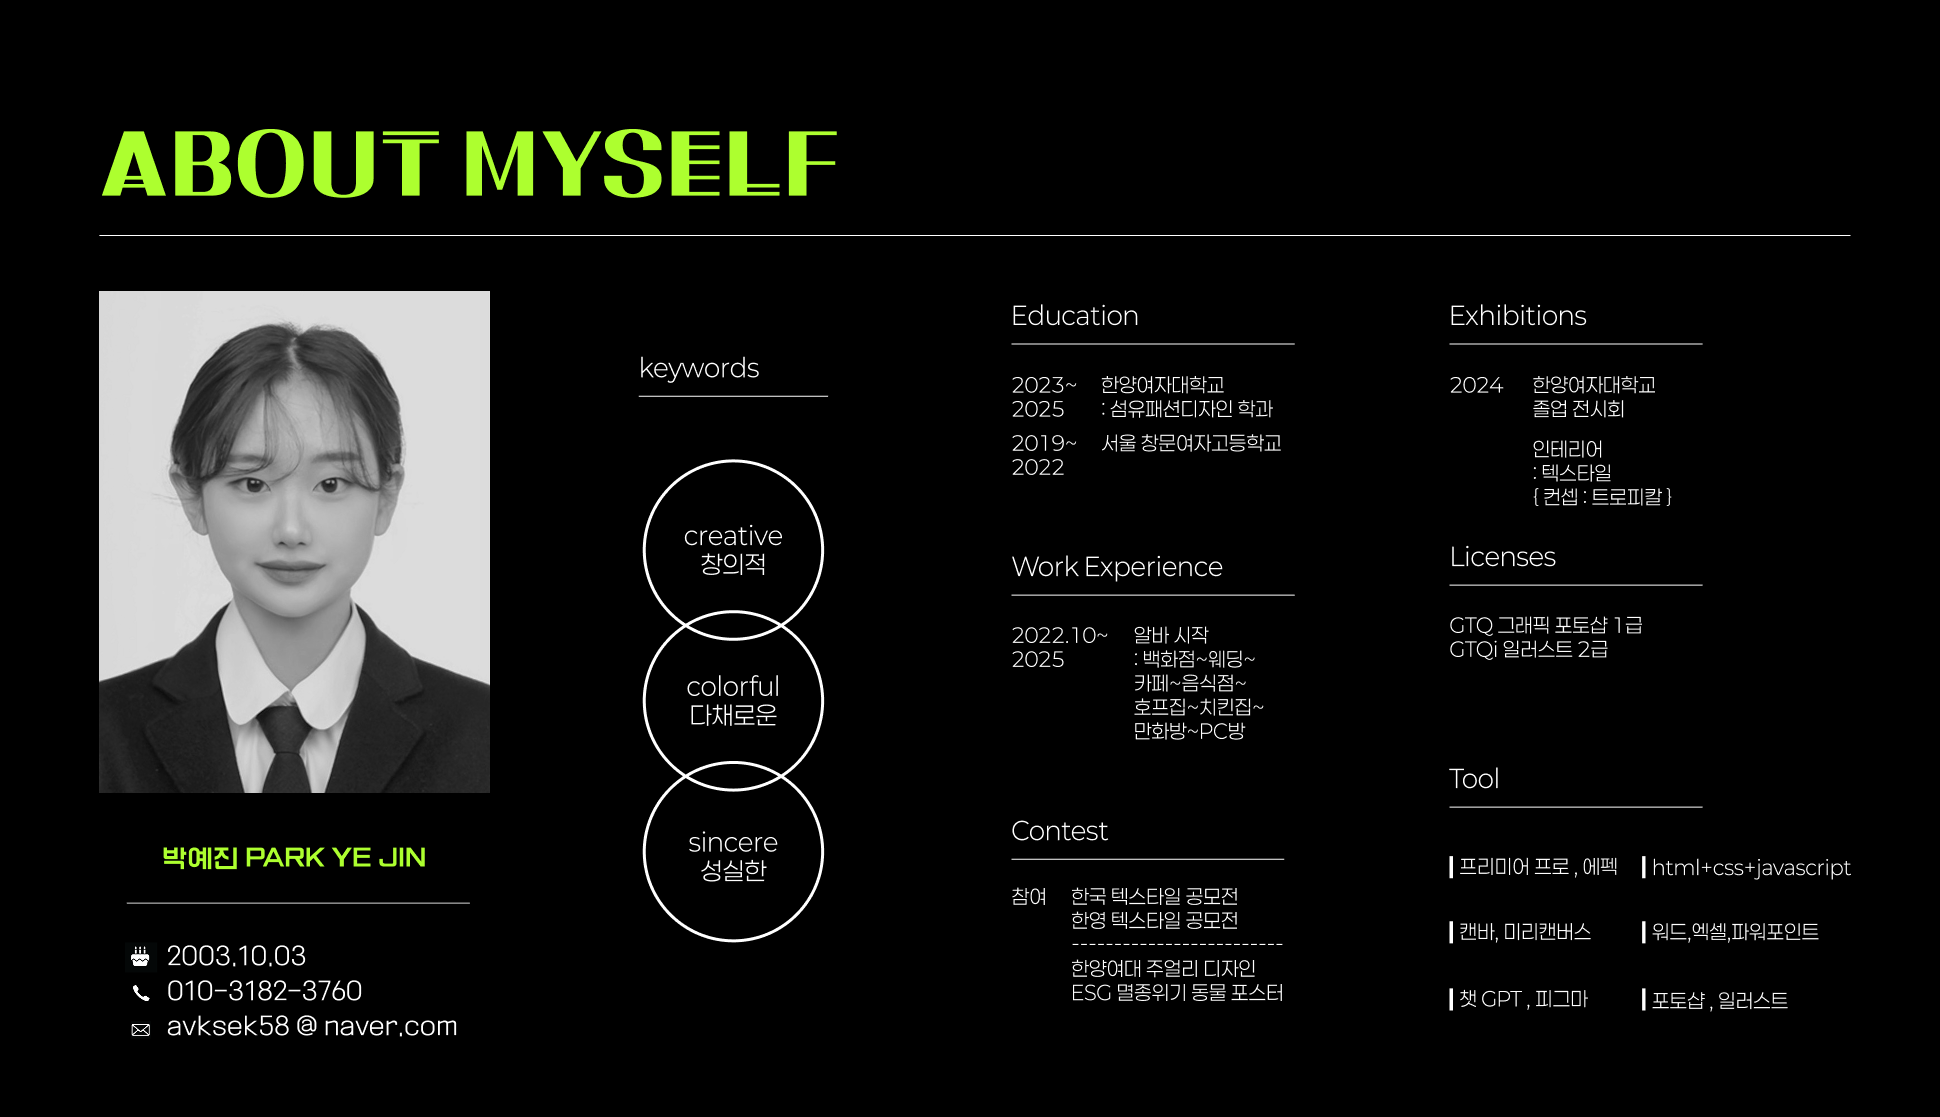 ABOUT MYSELF
박예진 PARK YE JIN
2003.10.03
010-3182-3760
avksek58 @ naver.com
keywords
creative
창의적
colorful
다채로운
sincere
성실한
Education
2023~ 한양여자대학교
2025 : 섬유패션디자인 학과
2019~ 서울 창문여자고등학교
2022
Work Experience
2022.10~ 알바 시작
2025 : 백화점~웨딩~
카페~음식점~
호프집~치킨집~
만화방~PC방
Contest
참여 한국 텍스타일 공모전
한영 텍스타일 공모전
-------------------------
한양여대 주얼리 디자인
ESG 멸종위기 동물 포스터
Exhibitions
2024 한양여자대학교
졸업 전시회
인테리어
: 텍스타일
{ 컨셉 : 트로피칼 }
Licenses
GTQ 그래픽 포토샵 1급
GTQi 일러스트 2급
Tool
프리미어 프로 , 에펙 html+css+javascript
캔바, 미리캔버스 워드,엑셀,파워포인트
챗 GPT , 피그마 포토샵 , 일러스트